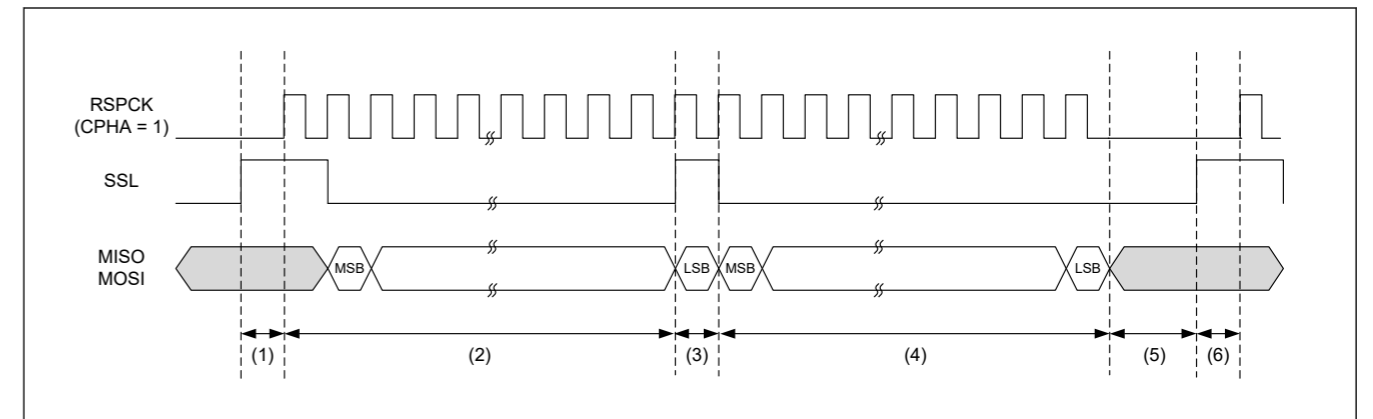 RSPCK
(CPHA = 1)
SSL
MISO
MOSI
MSB
LSB
MSB
LSB
(1)
(2)
(3)
(4)
(5)
(6)